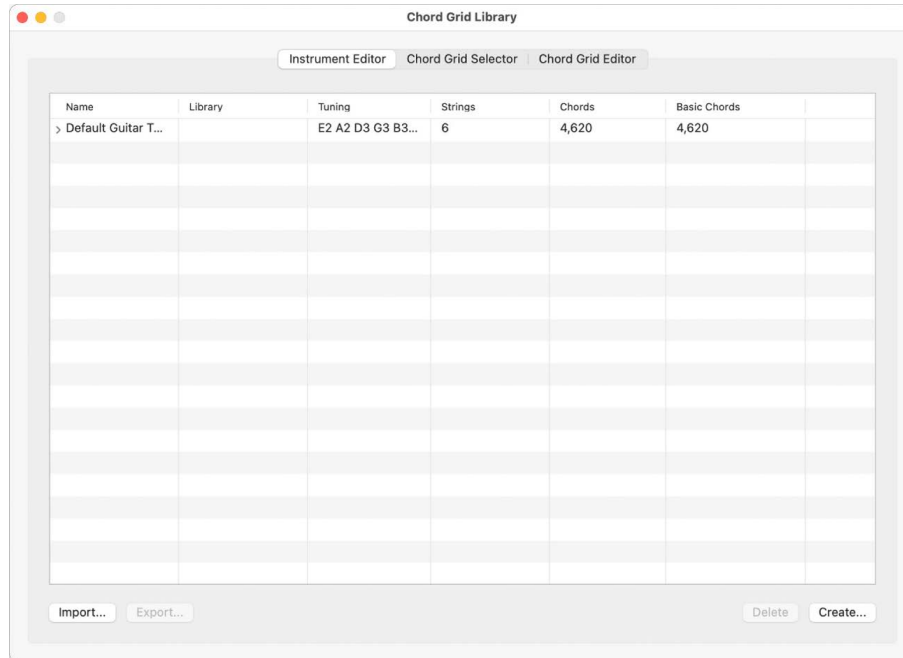 Chord Grid Library
Instrument Editor Chord Grid Selector Chord Grid Editor
Name Library Tuning Strings Chords Basic Chords
Default Guitar T... E2 A2 D3 G3 B3... 6 4,620 4,620
Import... Export... Delete Create...